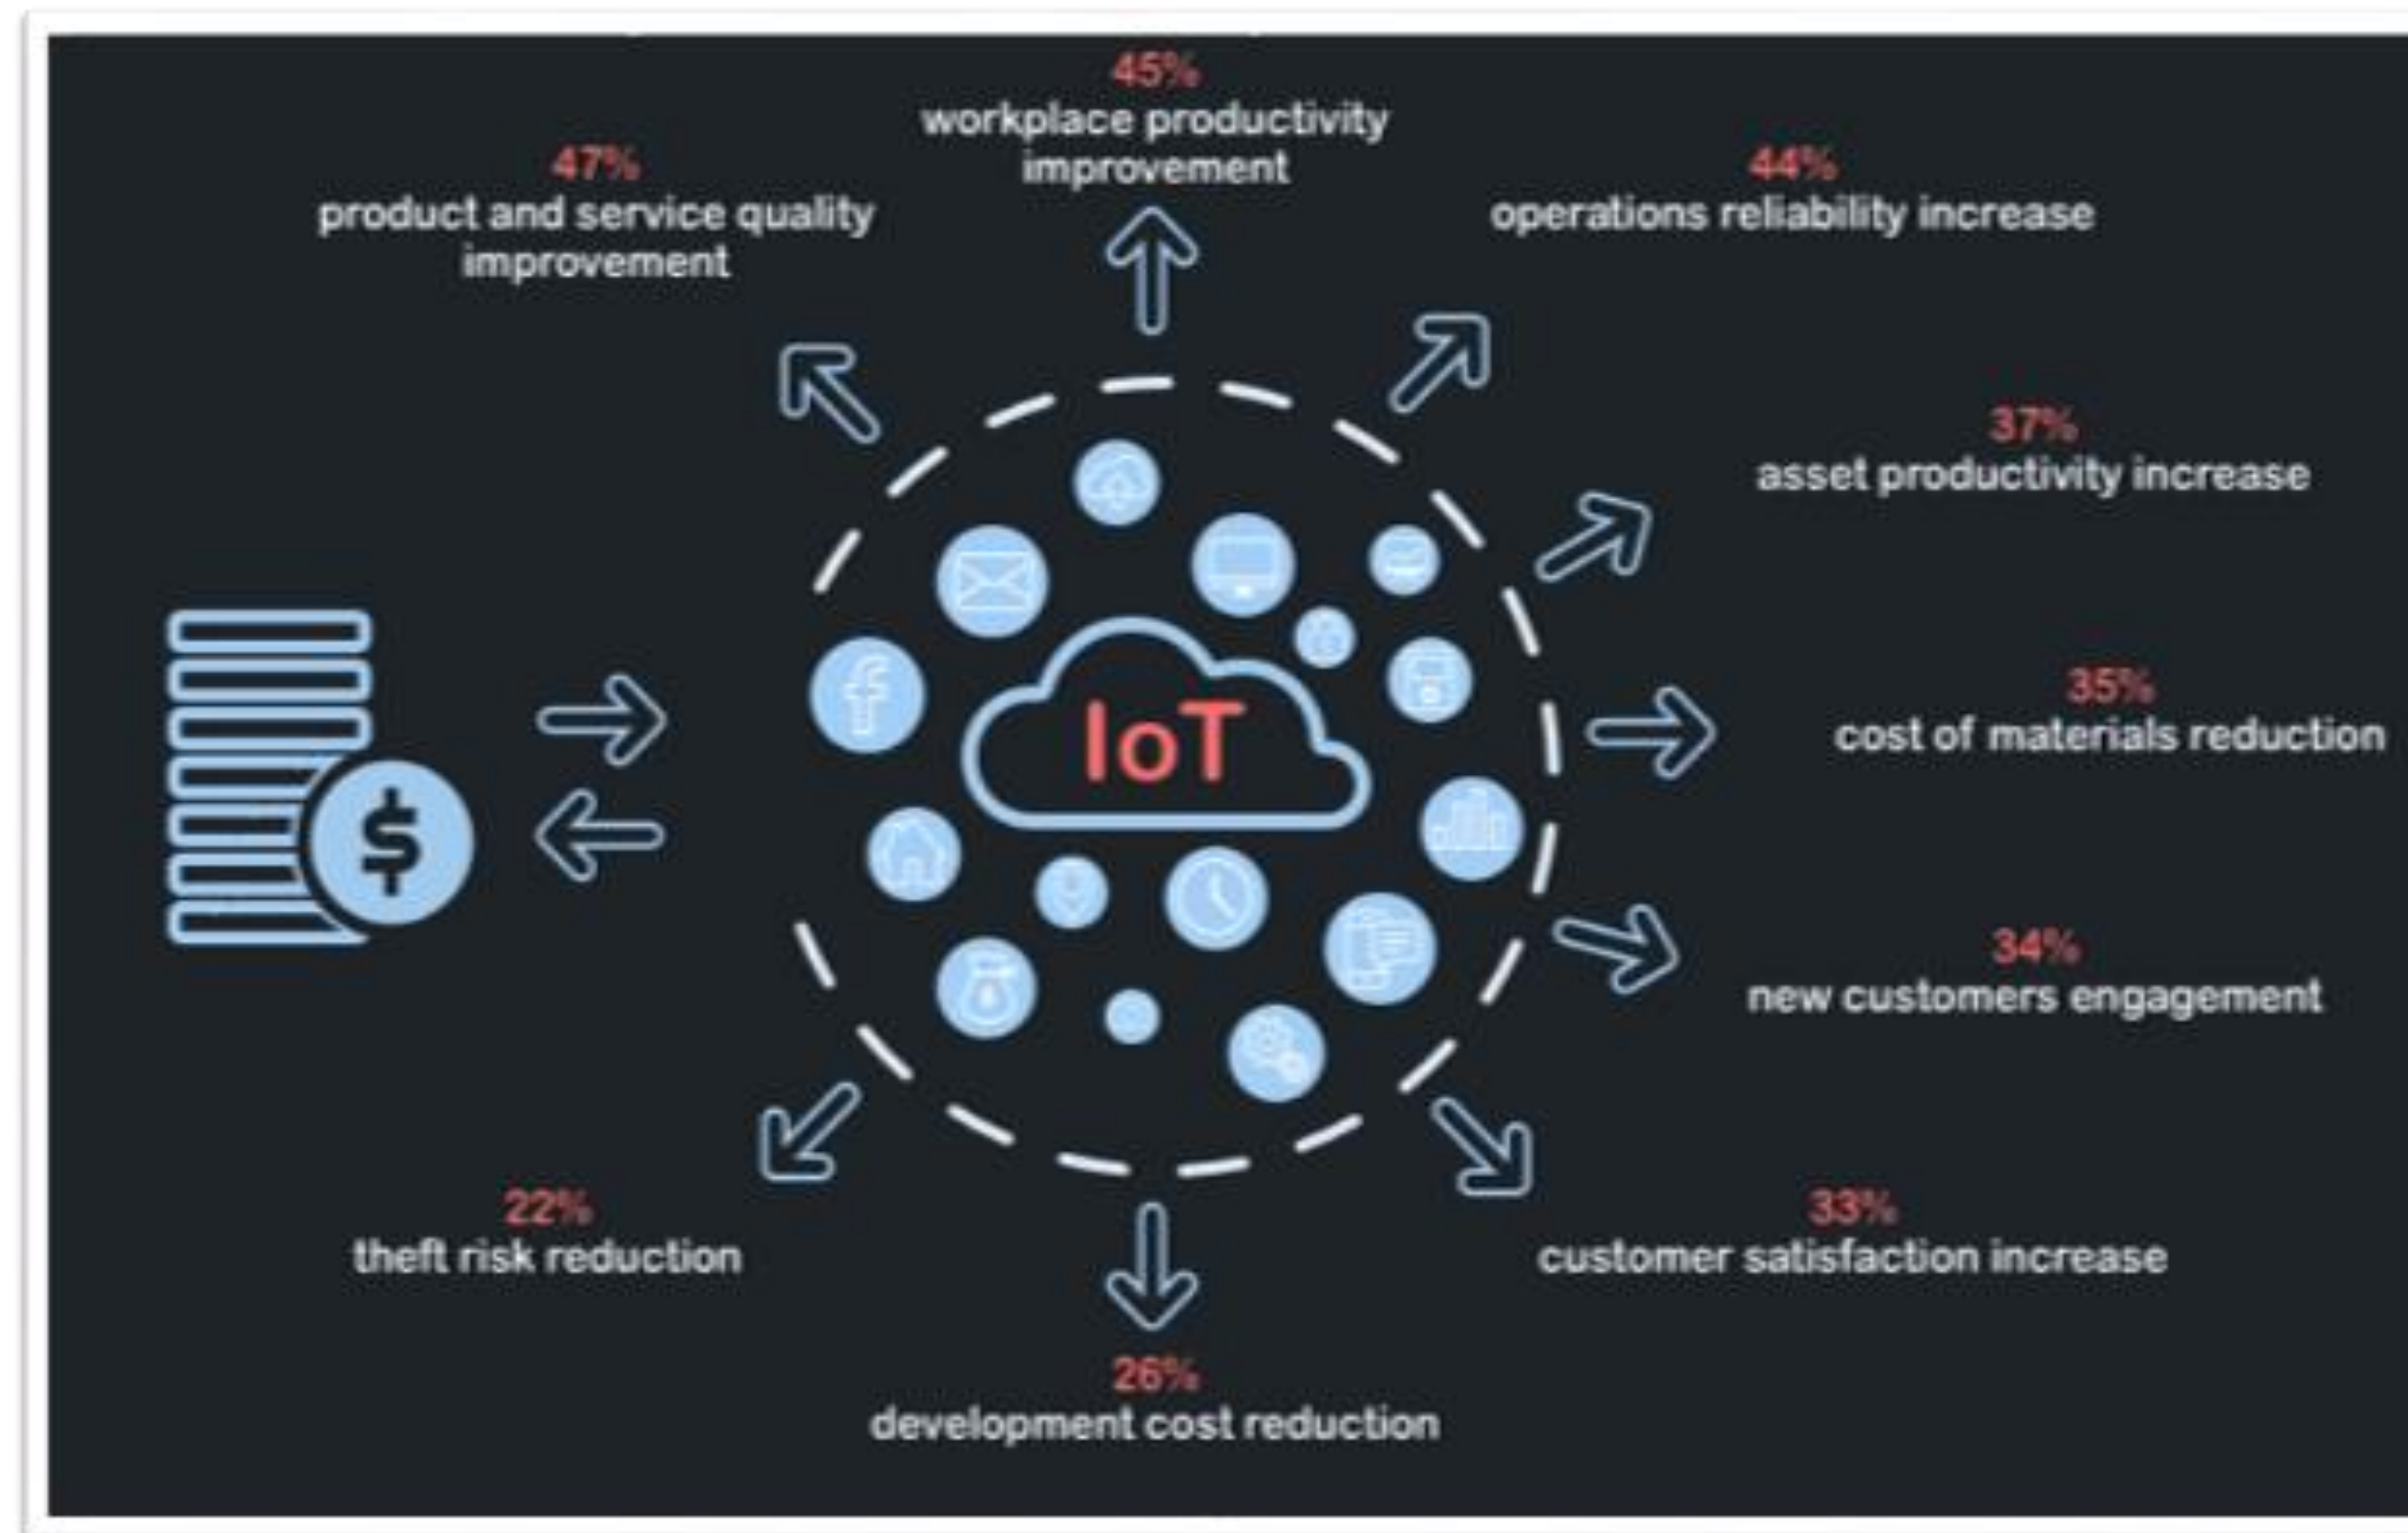 45%
workplace productivity
improvement
47%
product and service quality
improvement
44%
operations reliability increase
37%
asset productivity increase
35%
cost of materials reduction
f
IoT
$
34%
new customers engagement
22%
theft risk reduction
33%
customer satisfaction increase
26%
development cost reduction